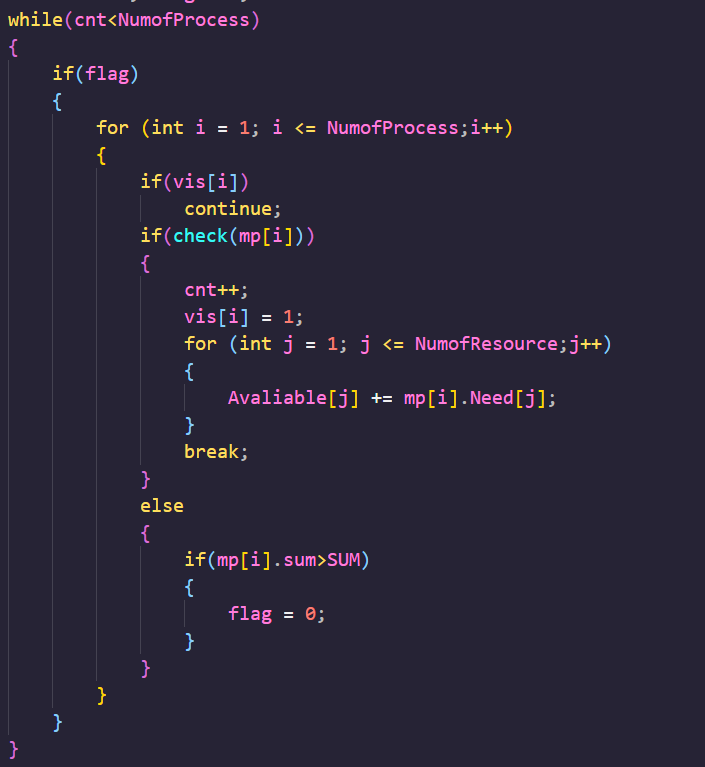 while(cnt<NumofProcess)
{
    if(flag)
    {
        for (int i = 1; i <= NumofProcess;i++)
        {
            if(vis[i])
                continue;
            if(check(mp[i]))
            {
                cnt++;
                vis[i] = 1;
                for (int j = 1; j <= NumofResource;j++)
                {
                    Avaliable[j] += mp[i].Need[j];
                }
                break;
            }
            else
            {
                if(mp[i].sum>SUM)
                {
                    flag = 0;
                }
            }
        }
    }
}